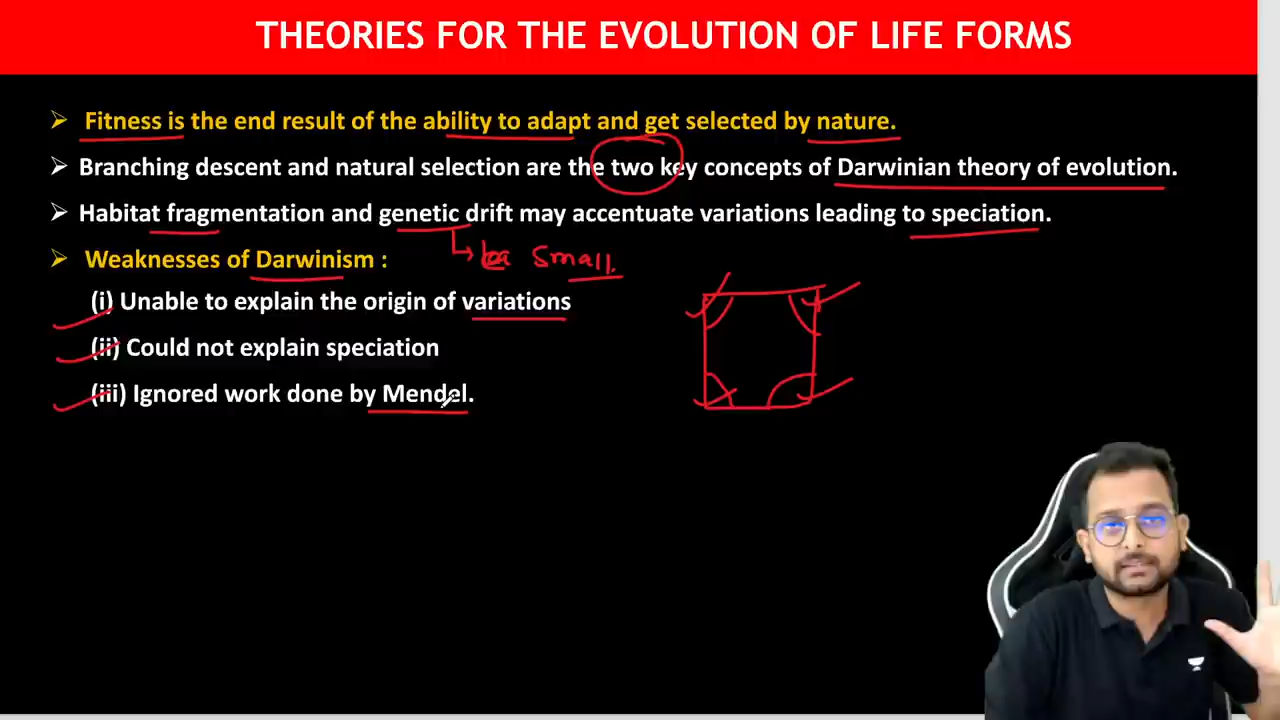 THEORIES FOR THE EVOLUTION OF LIFE FORMS
Fitness is the end result of the ability to adapt and get selected by nature.
Branching descent and natural selection are the two key concepts of Darwinian theory of evolution.
Habitat fragmentation and genetic drift may accentuate variations leading to speciation.
Weaknesses of Darwinism :
small
(i) Unable to explain the origin of variations
(ii) Could not explain speciation
(iii) Ignored work done by Mendel.